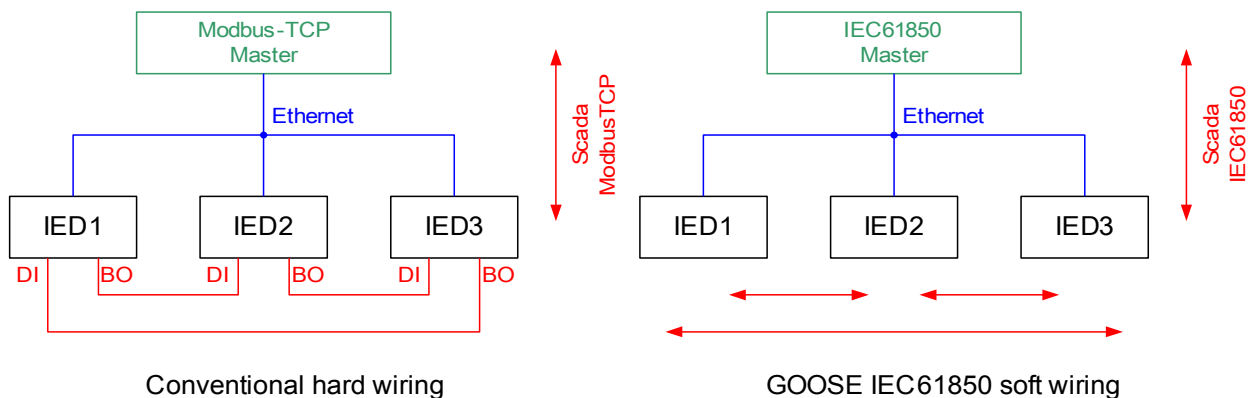 Modbus-TCP
Master
Ethernet
Scada
ModbusTCP
IED1
IED2
IED3
DI
BO
DI
BO
DI
BO
Conventional hard wiring
IEC61850
Master
Ethernet
Scada
IEC61850
IED1
IED2
IED3
GOOSE IEC61850 soft wiring